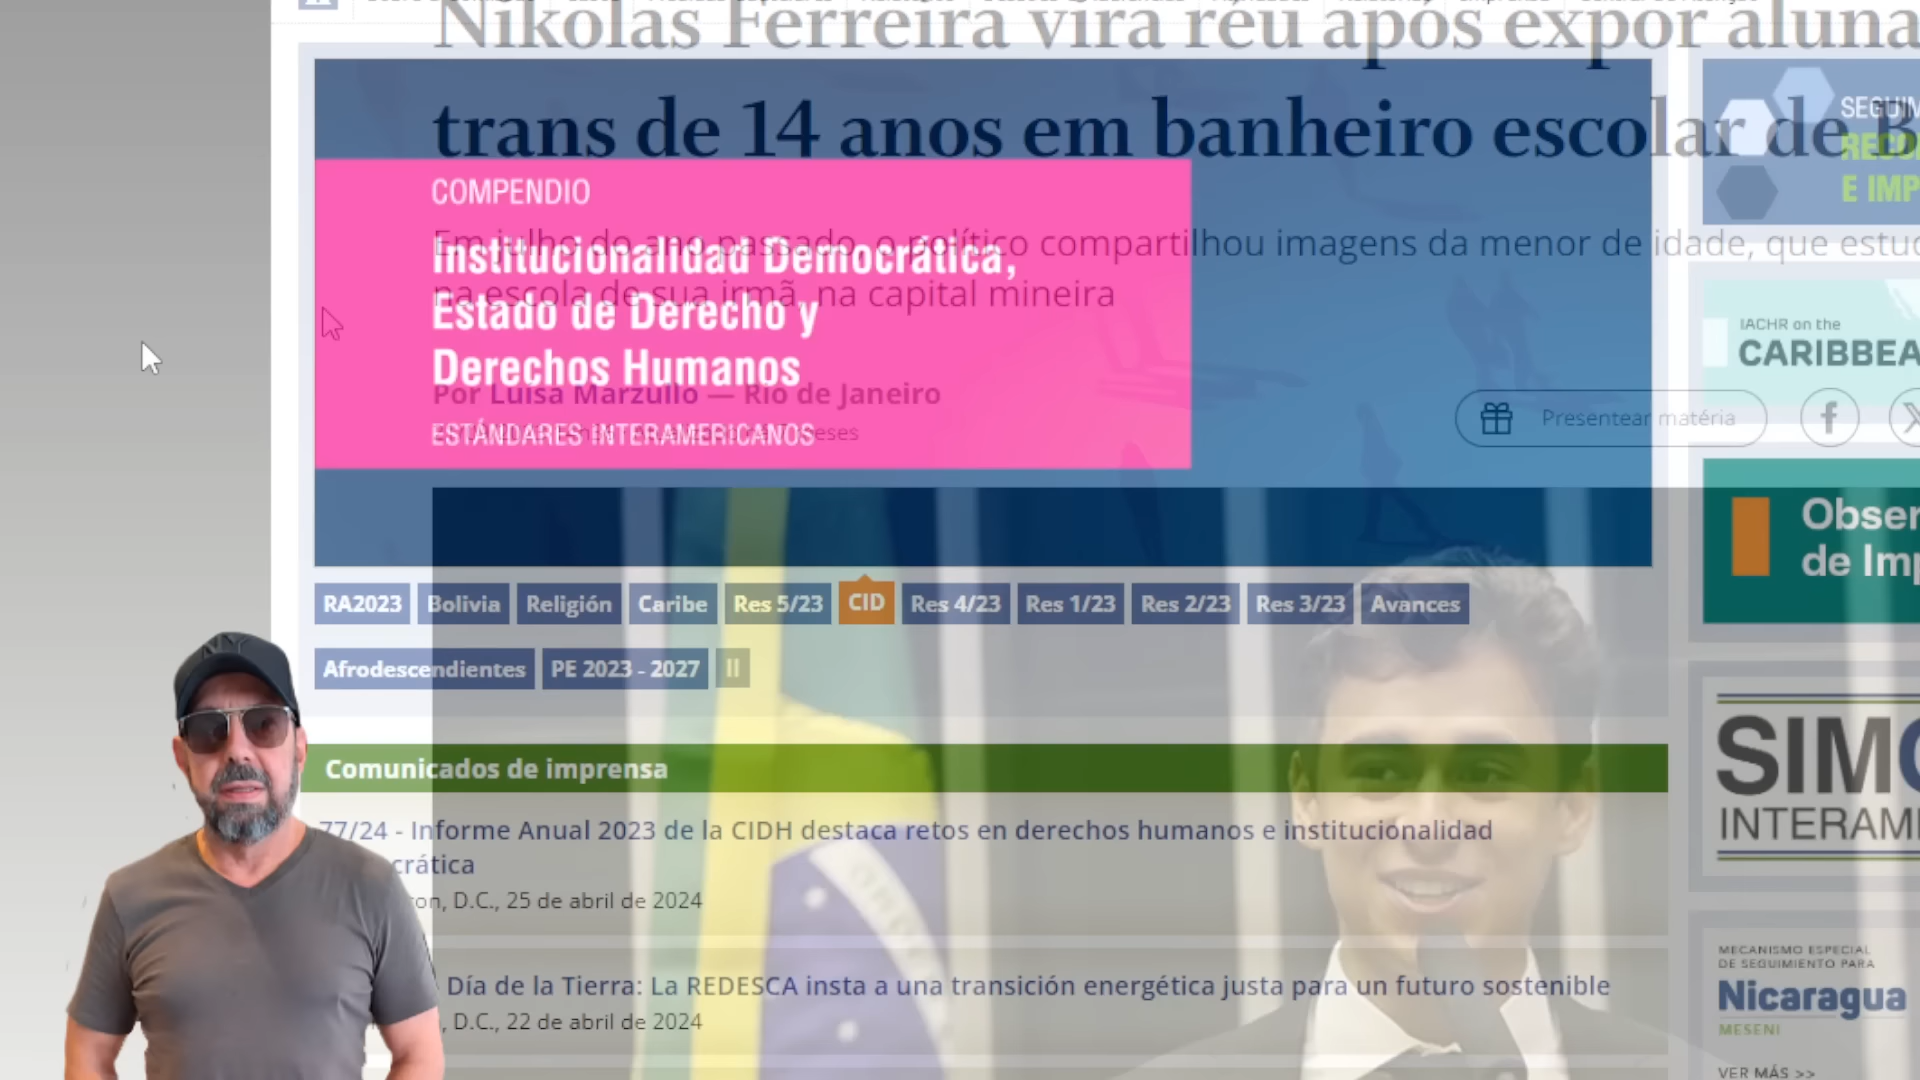 Nikolas Ferreira vira réu após expor aluna
trans de 14 anos em banheiro escolar de B
COMPENDIO
Em julho do ano passado, o político compartilhou imagens da menor de idade, que estud
na escola de sua irmã, na capital mineira
Institucionalidad Democrática,
Estado de Derecho y
Derechos Humanos
Por Luísa Marzullo — Rio de Janeiro
ESTÁNDARES INTERAMERICANOS
Presentear matéria
SEGUIM
RECO
E IMP
IACHR on the
CARIBBEA
Obser
de Imp
RA2023 Bolivia Religión Caribe Res 5/23 CID Res 4/23 Res 1/23 Res 2/23 Res 3/23 Avances
Afrodescendientes PE 2023 - 2027
Comunicados de imprensa
77/24 - Informe Anual 2023 de la CIDH destaca retos en derechos humanos e institucionalidad
crática
on, D.C., 25 de abril de 2024
Día de la Tierra: La REDESCA insta a una transición energética justa para un futuro sostenible
, D.C., 22 de abril de 2024
SIMO
INTERAMI
MECANISMO ESPECIAL
DE SEGUIMIENTO PARA
Nicaragua
MESENI
VER MÁS >>
NY